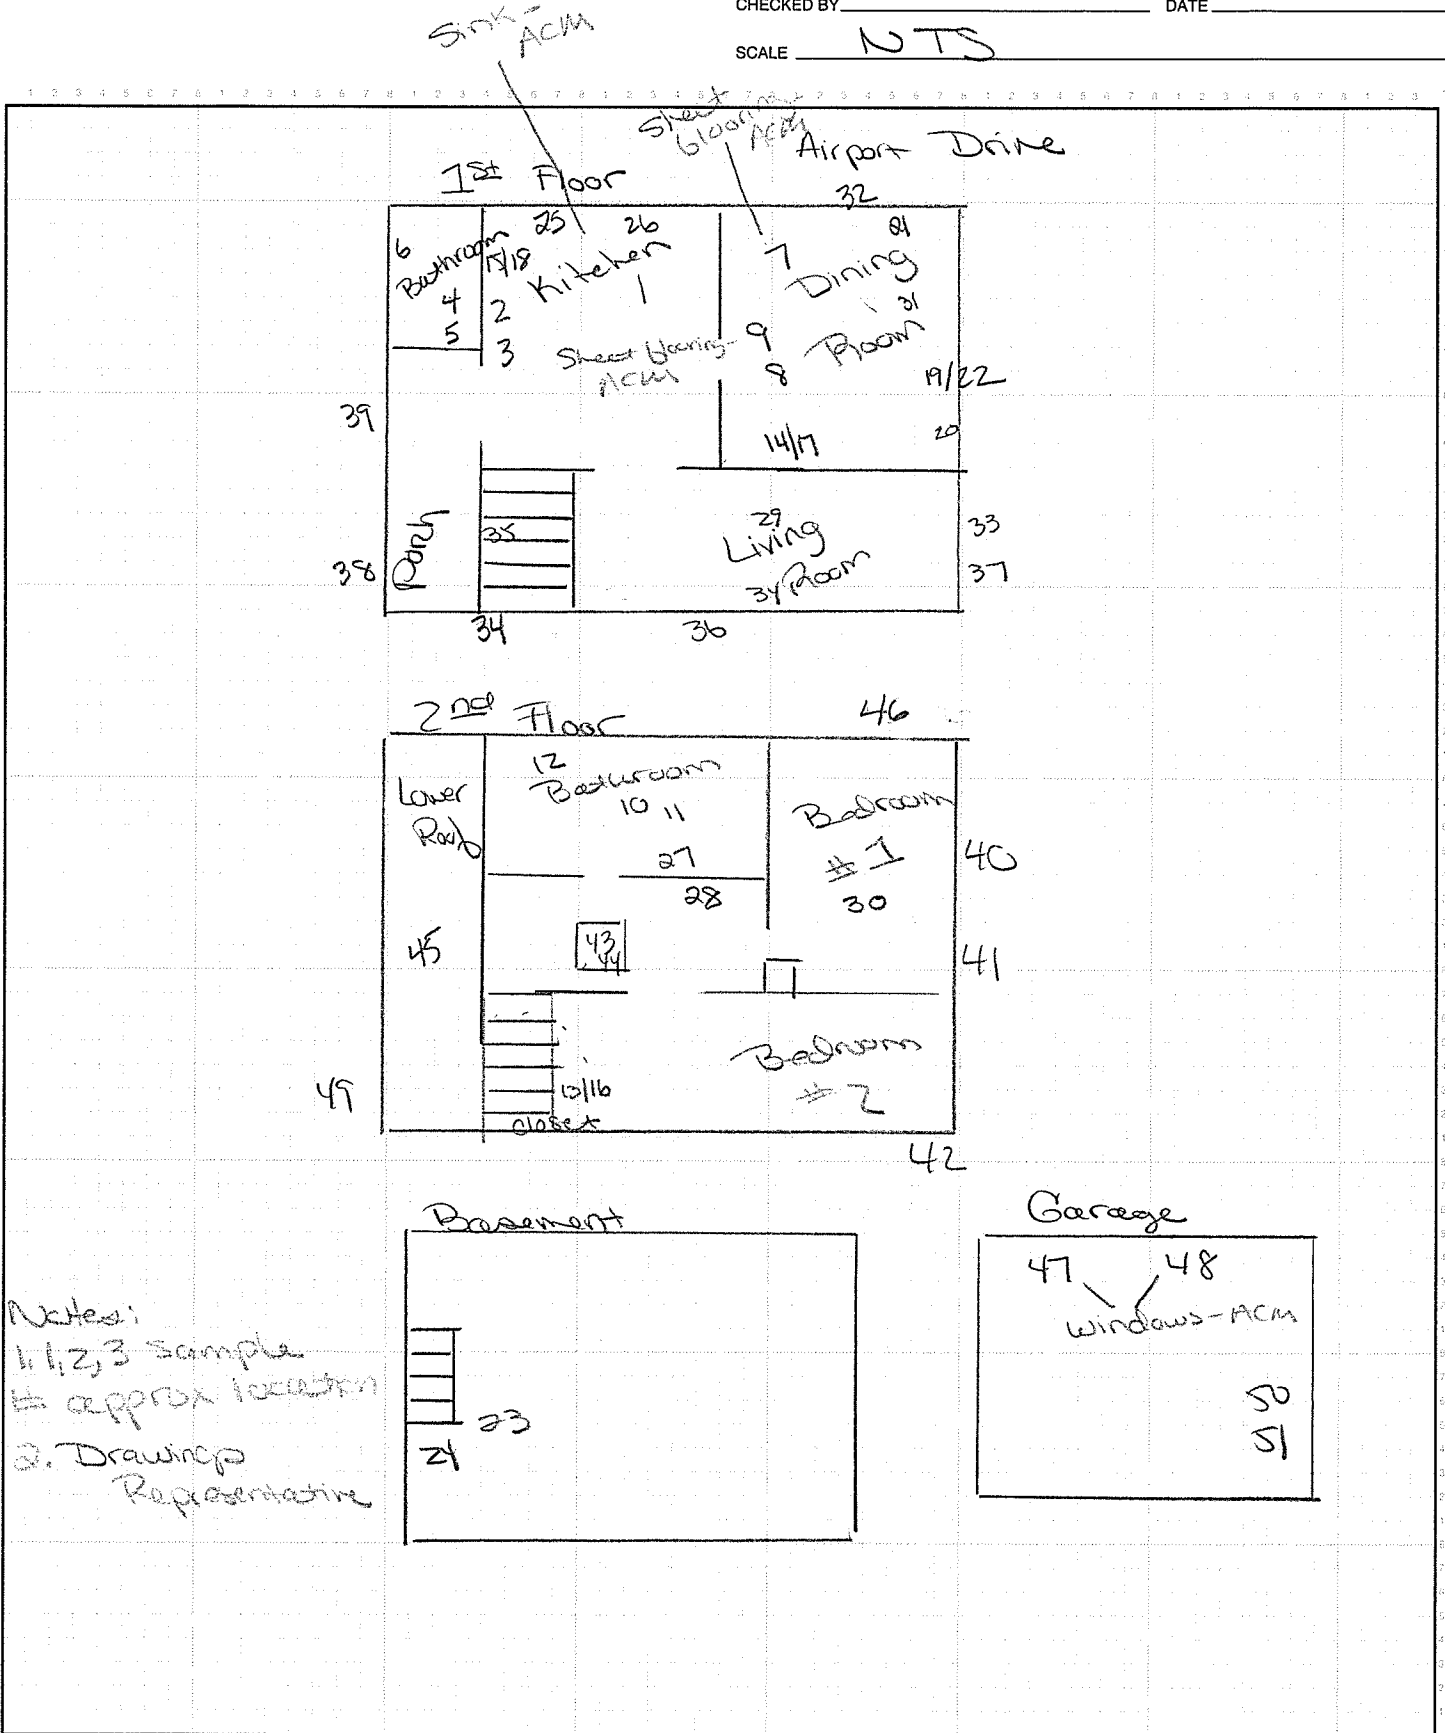 CHECKED BY DATE
SCALE NTS
Sink-
ACM
Sheet
flooring-
ACM
Airport Drine
1st Floor
32
6 25 26 21
Bathroom 15/18 Kitchen 7 Dining
4 2 1 31
5 3 9 Room
Sheet flooring-
ACM
8
19/22
39
14/17 20
Porch 35 29 33
Living
38 34 Room 37
34 36
2nd Floor 46
12
Lower Bathroom Bedroom
Roof 10 11 #1 40
27
28 30
45 43 41
44
Bedroom
49 13/16 #2
closet
42
Basement Garage
47 48
Windows-ACM
Notes:
1. 1,2,3 Sample
# approx location
50
23 51
2. Drawings 24
Representative